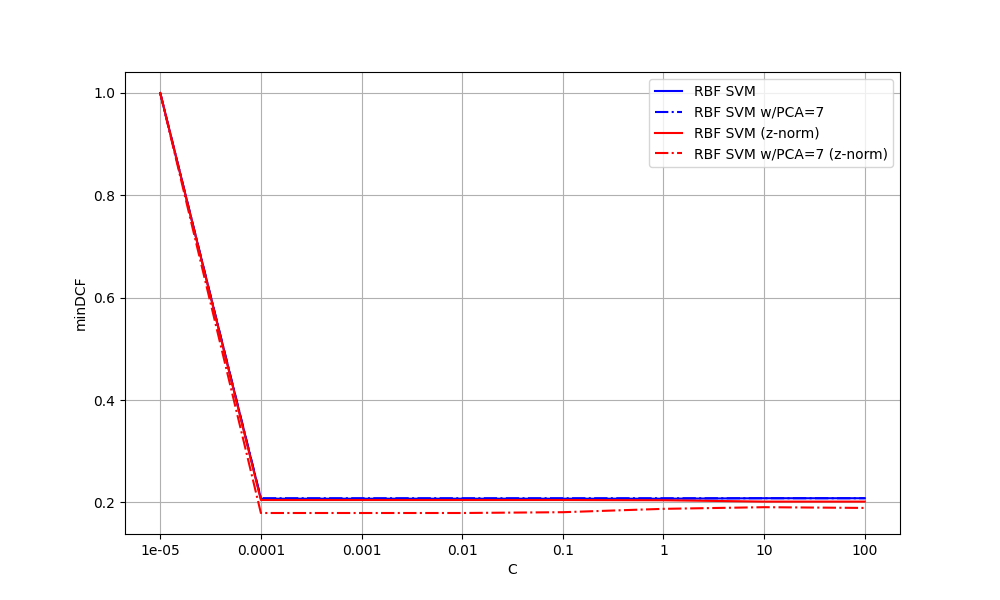 1.0
0.8
0.6
0.4
0.2
minDCF
1e-05
0.0001
0.001
0.01
0.1
1
10
100
C
RBF SVM
RBF SVM w/PCA=7
RBF SVM (z-norm)
RBF SVM w/PCA=7 (z-norm)